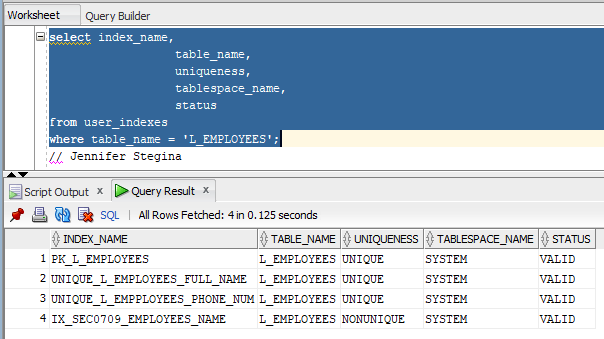 Worksheet Query Builder
select index_name,
table_name,
uniqueness,
tablespace_name,
status
from user_indexes
where table_name = 'L_EMPLOYEES';
// Jennifer Stegina
Script Output x Query Result x
SQL | All Rows Fetched: 4 in 0.125 seconds
INDEX_NAME TABLE_NAME UNIQUENESS TABLESPACE_NAME STATUS
1 PK_L_EMPLOYEES L_EMPLOYEES UNIQUE SYSTEM VALID
2 UNIQUE_L_EMPLOYEES_FULL_NAME L_EMPLOYEES UNIQUE SYSTEM VALID
3 UNIQUE_L_EMPPLOYEES_PHONE_NUM L_EMPLOYEES UNIQUE SYSTEM VALID
4 IX_SEC0709_EMPLOYEES_NAME L_EMPLOYEES NONUNIQUE SYSTEM VALID